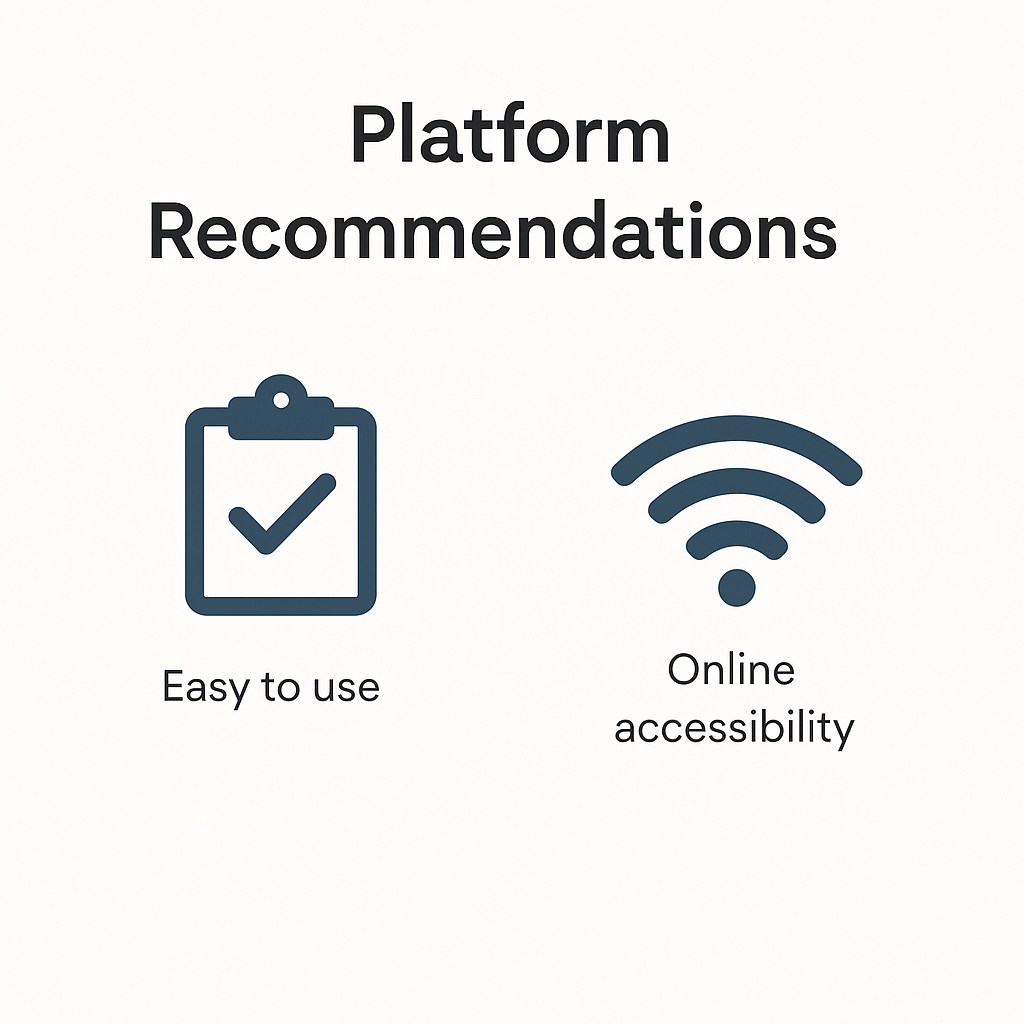 Platform
Recommendations
Easy to use
Online
accessibility